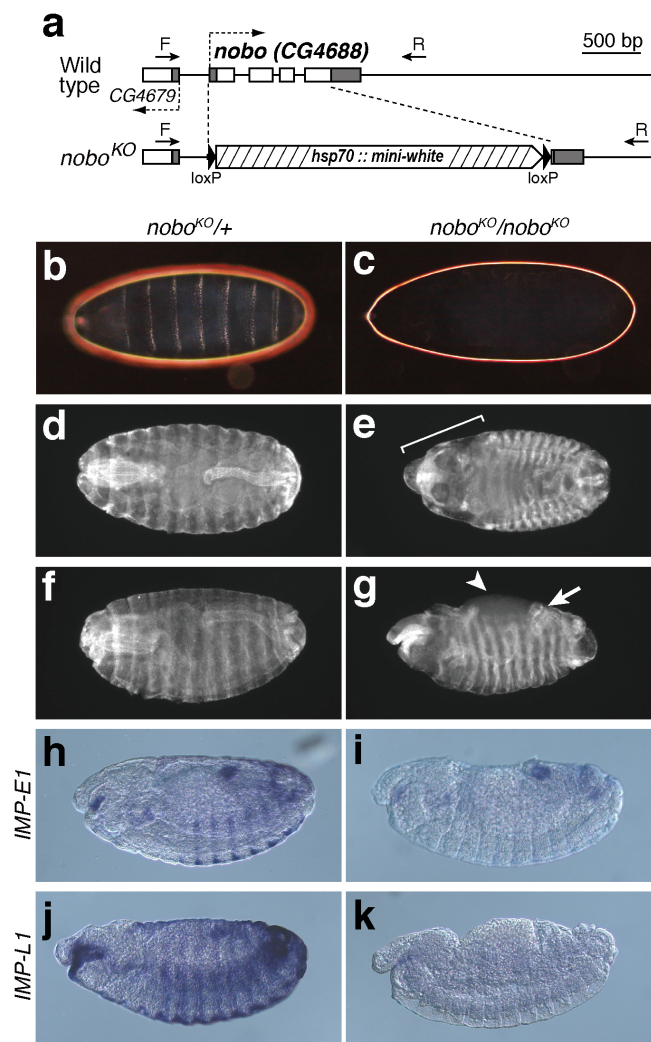 a
F
nobo (CG4688)
R
500 bp
Wild
type
CG4679
F
R
nobo^KO
hsp70 :: mini-white
loxP
loxP
nobo^KO/+
nobo^KO/nobo^KO
b
c
d
e
f
g
IMP-E1
h
i
IMP-L1
j
k